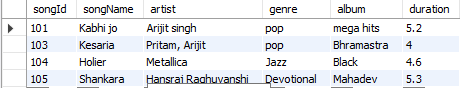 songId songName artist genre album duration
101 Kabhi jo Arijit singh pop mega hits 5.2
103 Kesaria Pritam, Arijit pop Bhramastra 4
104 Holier Metallica Jazz Black 4.6
105 Shankara Hansraj Raghuvanshi Devotional Mahadev 5.3